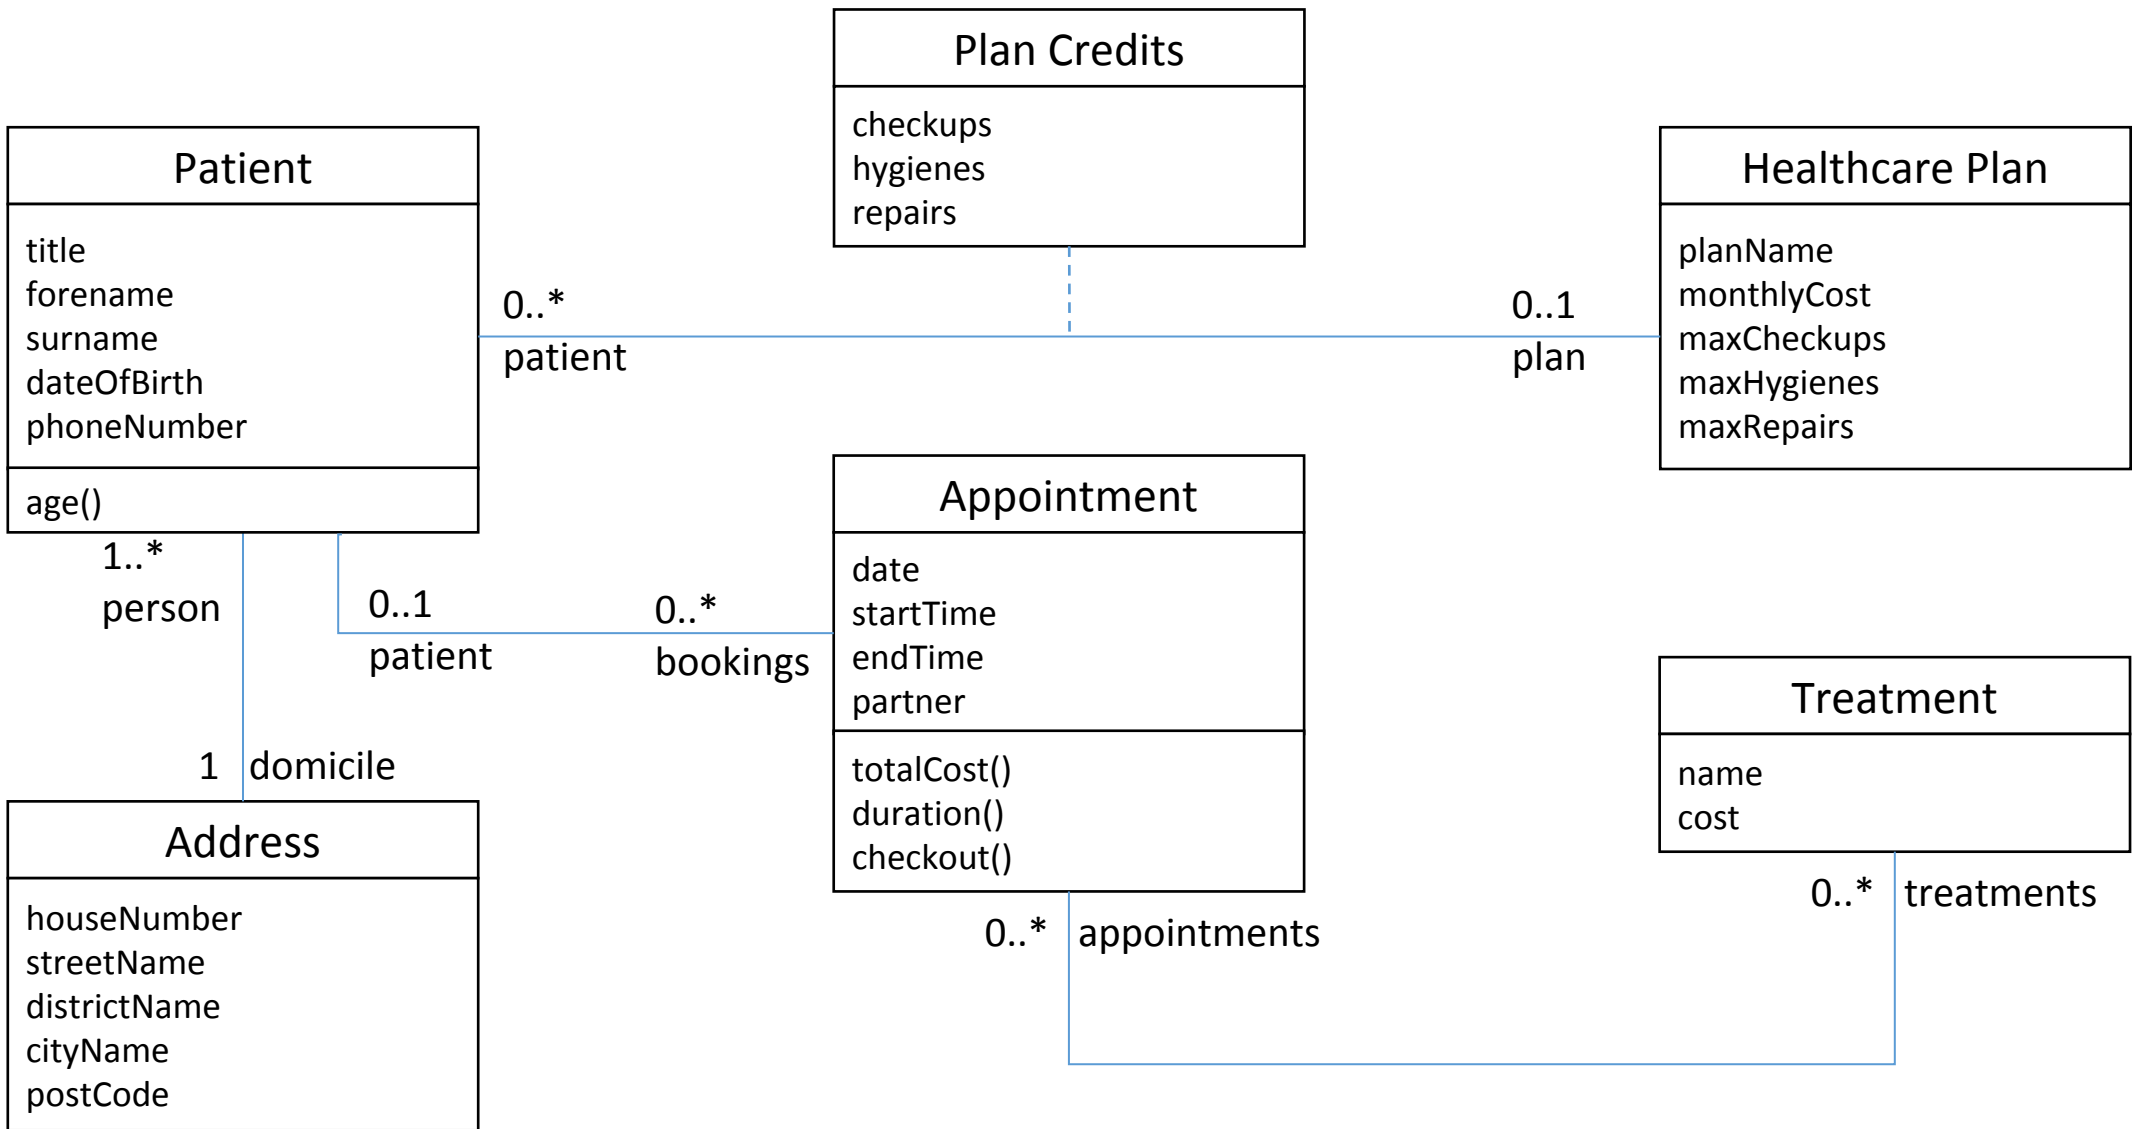 Plan Credits
checkups
hygienes
repairs
Patient
title
forename
surname
dateOfBirth
phoneNumber
age()
Healthcare Plan
planName
monthlyCost
maxCheckups
maxHygienes
maxRepairs
0..*
patient
0..1
plan
Appointment
date
startTime
endTime
partner
totalCost()
duration()
checkout()
1..*
person
0..1
patient
0..*
bookings
1 domicile
Treatment
name
cost
Address
houseNumber
streetName
districtName
cityName
postCode
0..* appointments
0..* treatments